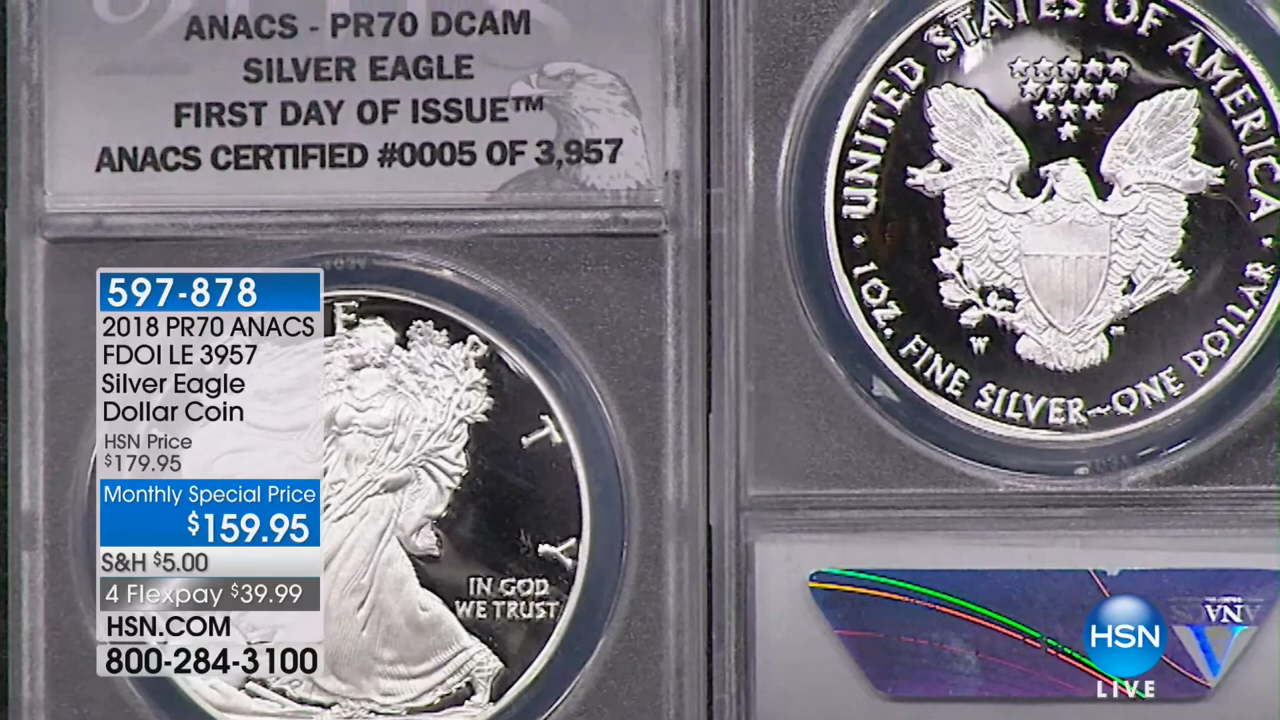 ANACS - PR70 DCAM
SILVER EAGLE
FIRST DAY OF ISSUE™
ANACS CERTIFIED #0005 OF 3,957
UNITED STATES OF AMERICA
1 OZ. FINE SILVER~ONE DOLLAR
W
E
T
Y
IN GOD
WE TRUST
597-878
2018 PR70 ANACS
FDOI LE 3957
Silver Eagle
Dollar Coin
HSN Price
$179.95
Monthly Special Price
$159.95
S&H $5.00
4 Flexpay $39.99
HSN.COM
800-284-3100
ANACS
HSN
LIVE